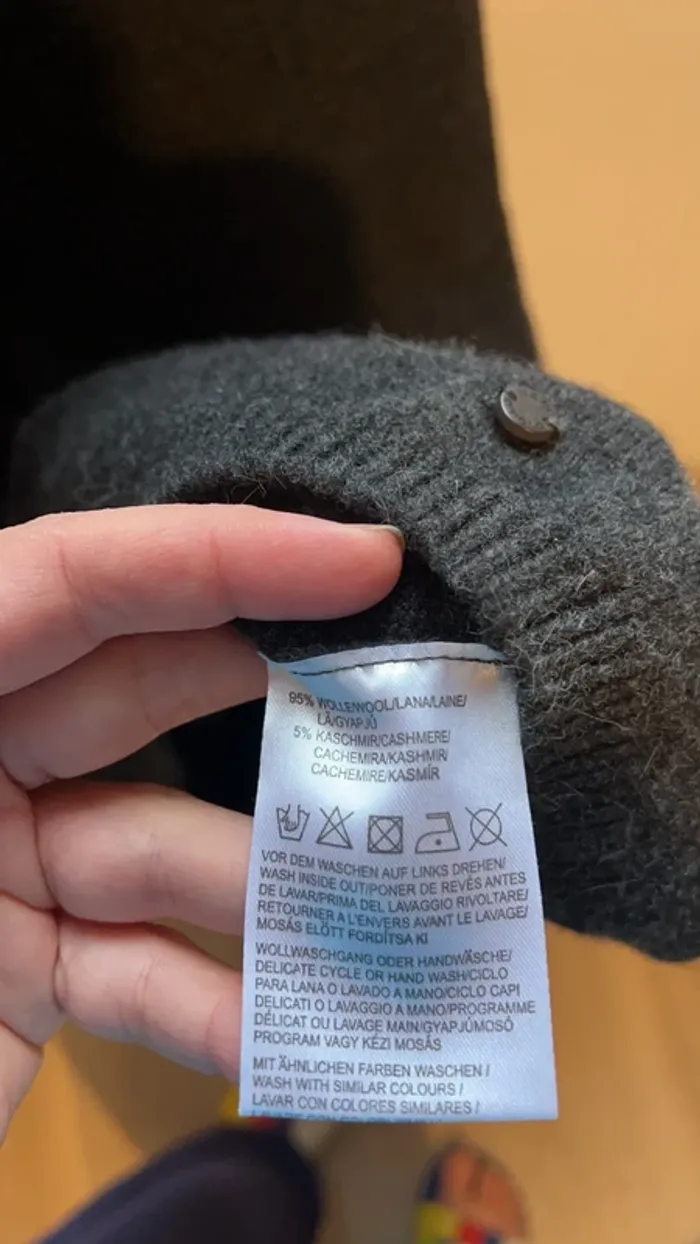 95% WOLLE/WOOL/LANA/LAINE/
LÃ/GYAPJÚ
5% KASCHMIR/CASHMERE/
CACHEMIRA/KASHMIR/
CACHEMIRE/KASMÍR
VOR DEM WASCHEN AUF LINKS DREHEN/
WASH INSIDE OUT/PONER DE REVÉS ANTES
DE LAVAR/PRIMA DEL LAVAGGIO RIVOLTARE/
RETOURNER A L'ENVERS AVANT LE LAVAGE/
MOSÁS ELŐTT FORDÍTSA KI
WOLLWASCHGANG ODER HANDWÄSCHE/
DELICATE CYCLE OR HAND WASH/CICLO
PARA LANA O LAVADO A MANO/CICLO CAPI
DELICATI O LAVAGGIO A MANO/PROGRAMME
DÉLICAT OU LAVAGE MAIN/GYAPJÚMOSÓ
PROGRAM VAGY KÉZI MOSÁS
MIT ÄHNLICHEN FARBEN WASCHEN /
WASH WITH SIMILAR COLOURS /
LAVAR CON COLORES SIMILARES /